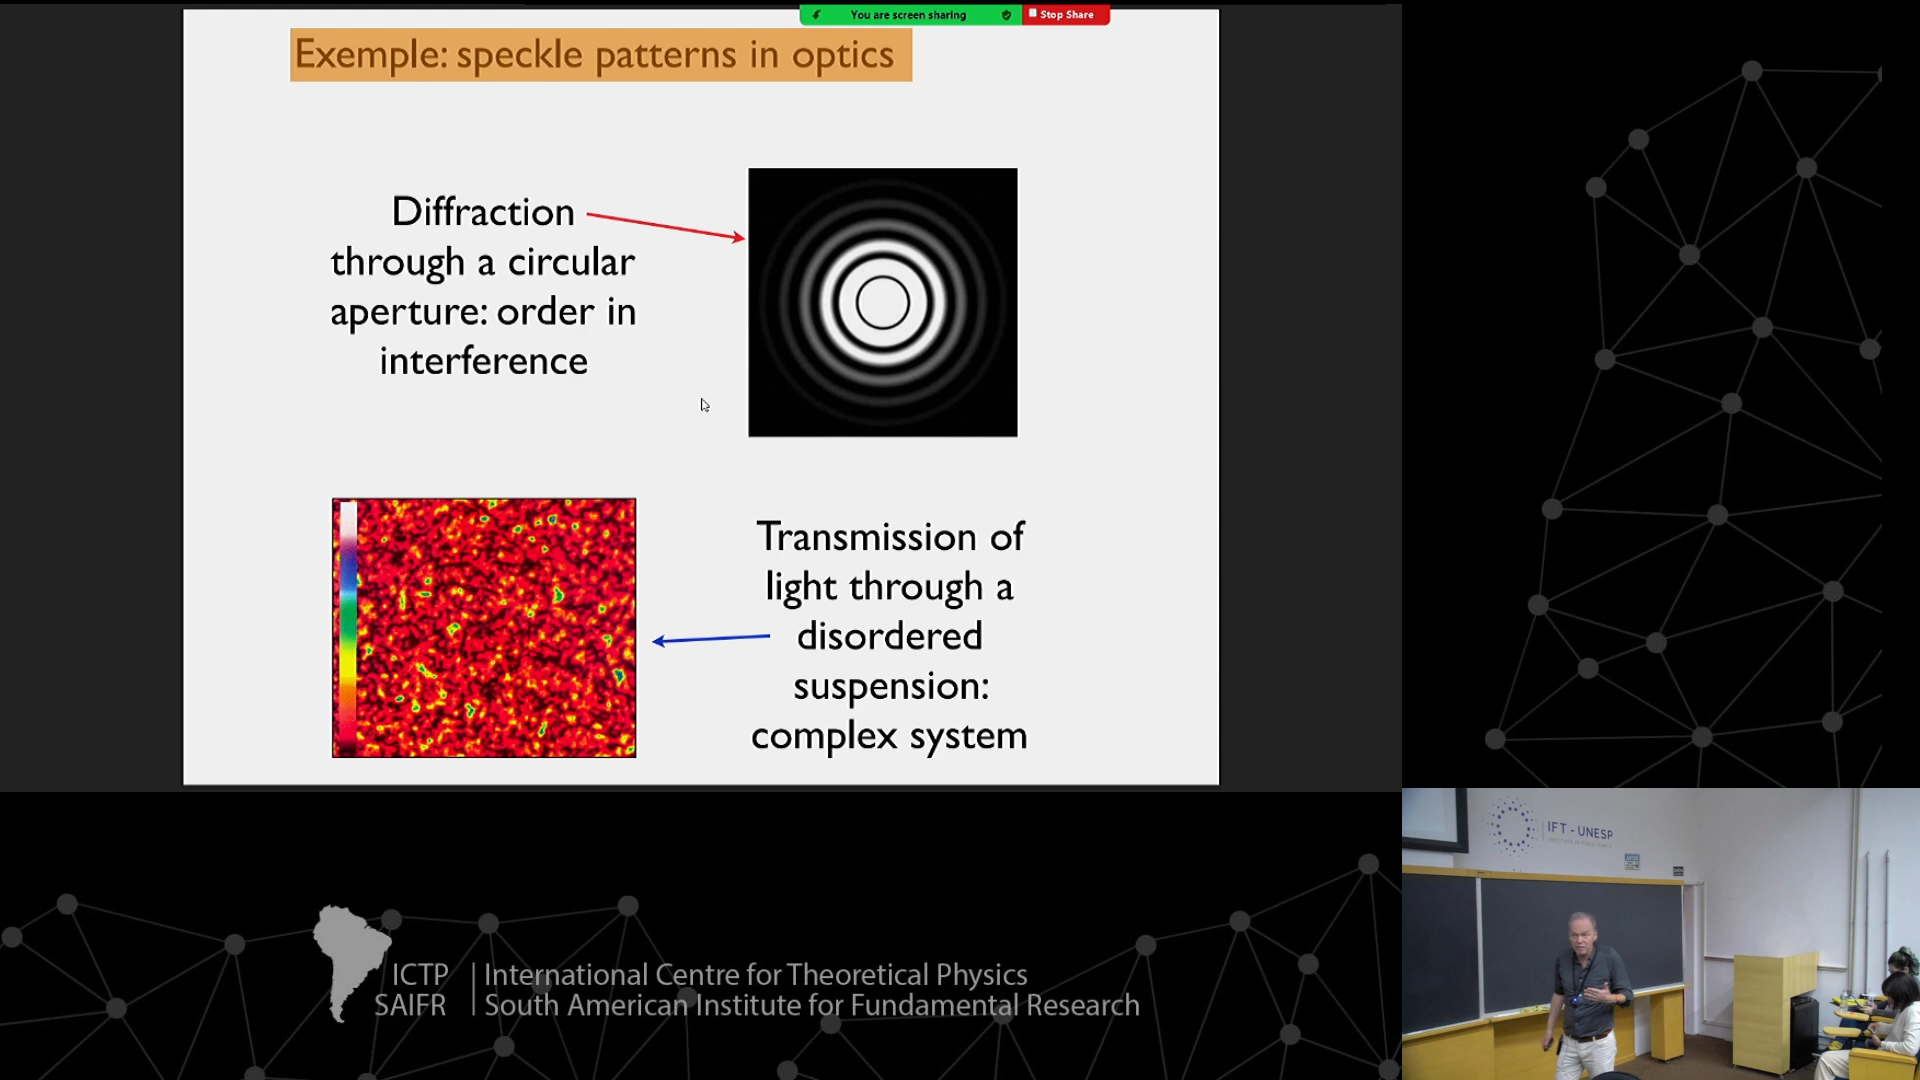 You are screen sharing
Stop Share
Exemple: speckle patterns in optics
Diffraction
through a circular
aperture: order in
interference
Transmission of
light through a
disordered
suspension:
complex system
IFT - UNESP
ICTP
SAIFR
International Centre for Theoretical Physics
South American Institute for Fundamental Research